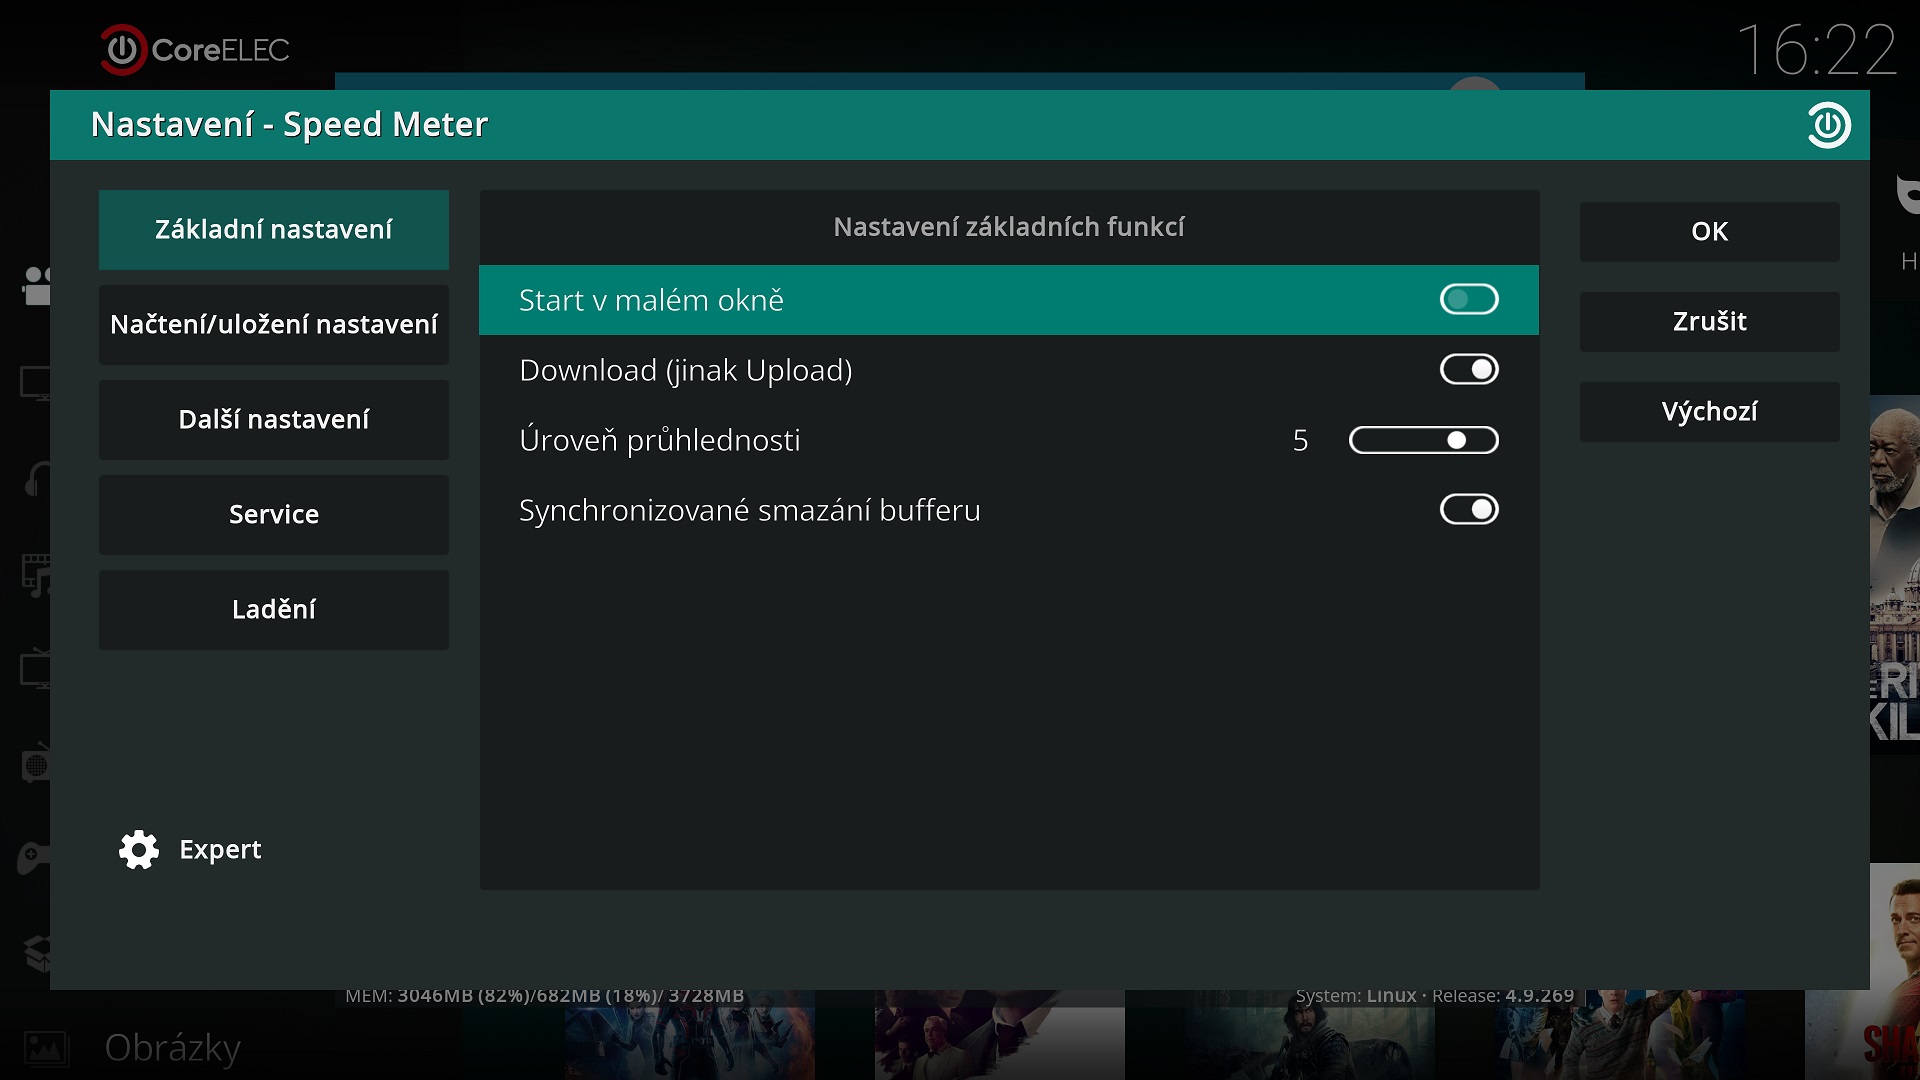 CoreELEC
16:22
Nastavení - Speed Meter
Základní nastavení
Načtení/uložení nastavení
Další nastavení
Service
Ladění
Expert
Nastavení základních funkcí
Start v malém okně
Download (jinak Upload)
Úroveň průhlednosti 5
Synchronizované smazání bufferu
OK
Zrušit
Výchozí
H
MEM: 3046MB (82%)/682MB (18%)/ 3728MB
System: Linux · Release: 4.9.269
Obrázky
SHA